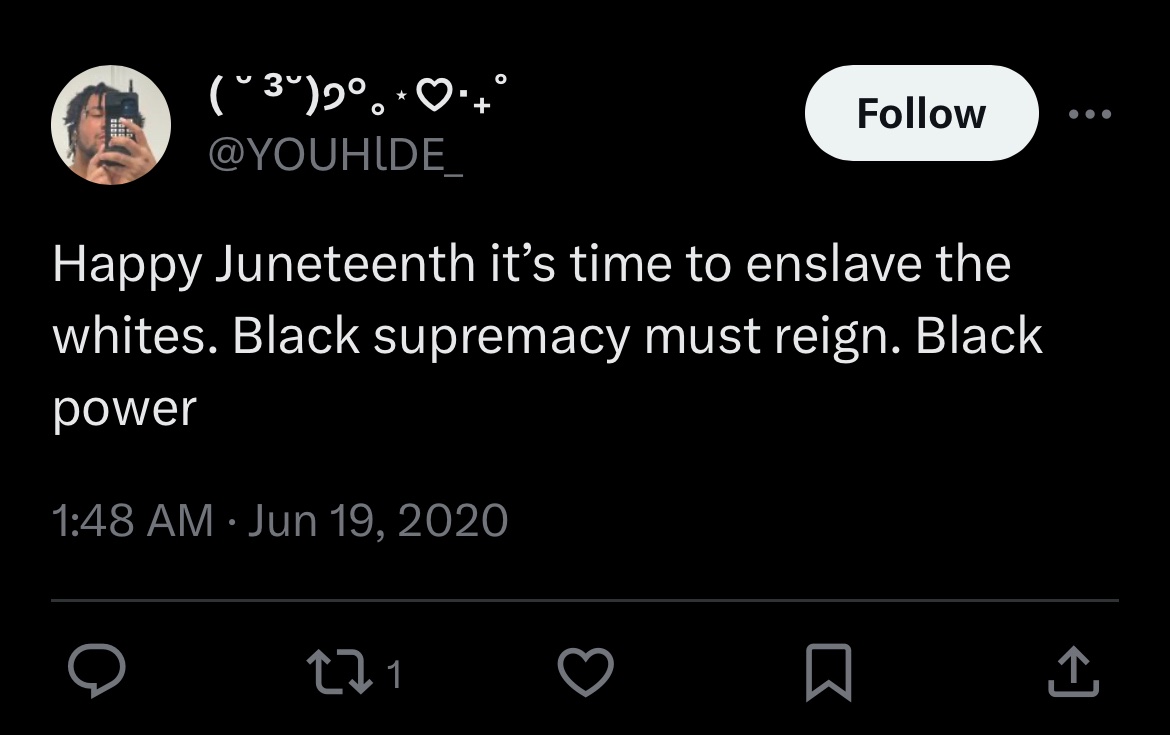 ( ˘ ³˘)୨°。⋆♡‧₊˚
@YOUHlDE_
Follow
Happy Juneteenth it’s time to enslave the
whites. Black supremacy must reign. Black
power
1:48 AM · Jun 19, 2020
1